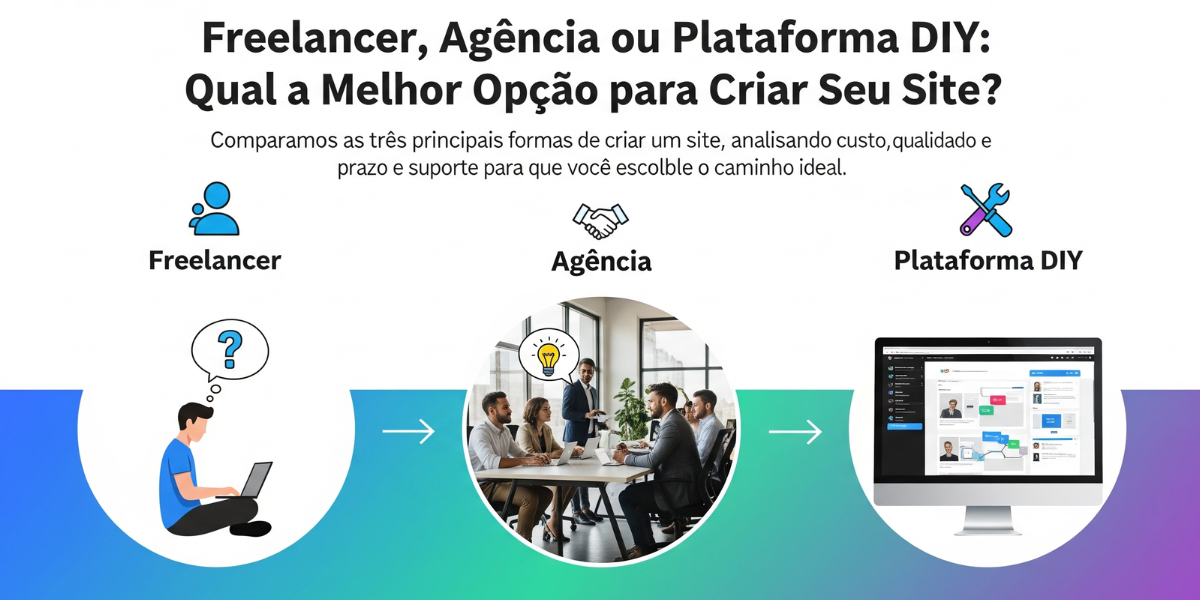 Freelancer, Agência ou Plataforma DIY:
Qual a Melhor Opção para Criar Seu Site?
Comparamos as três principais formas de criar um site, analisando custo,qualidado e
prazo e suporte para que você escolble o caminho ideal.
Freelancer
Agência
Plataforma DIY
?